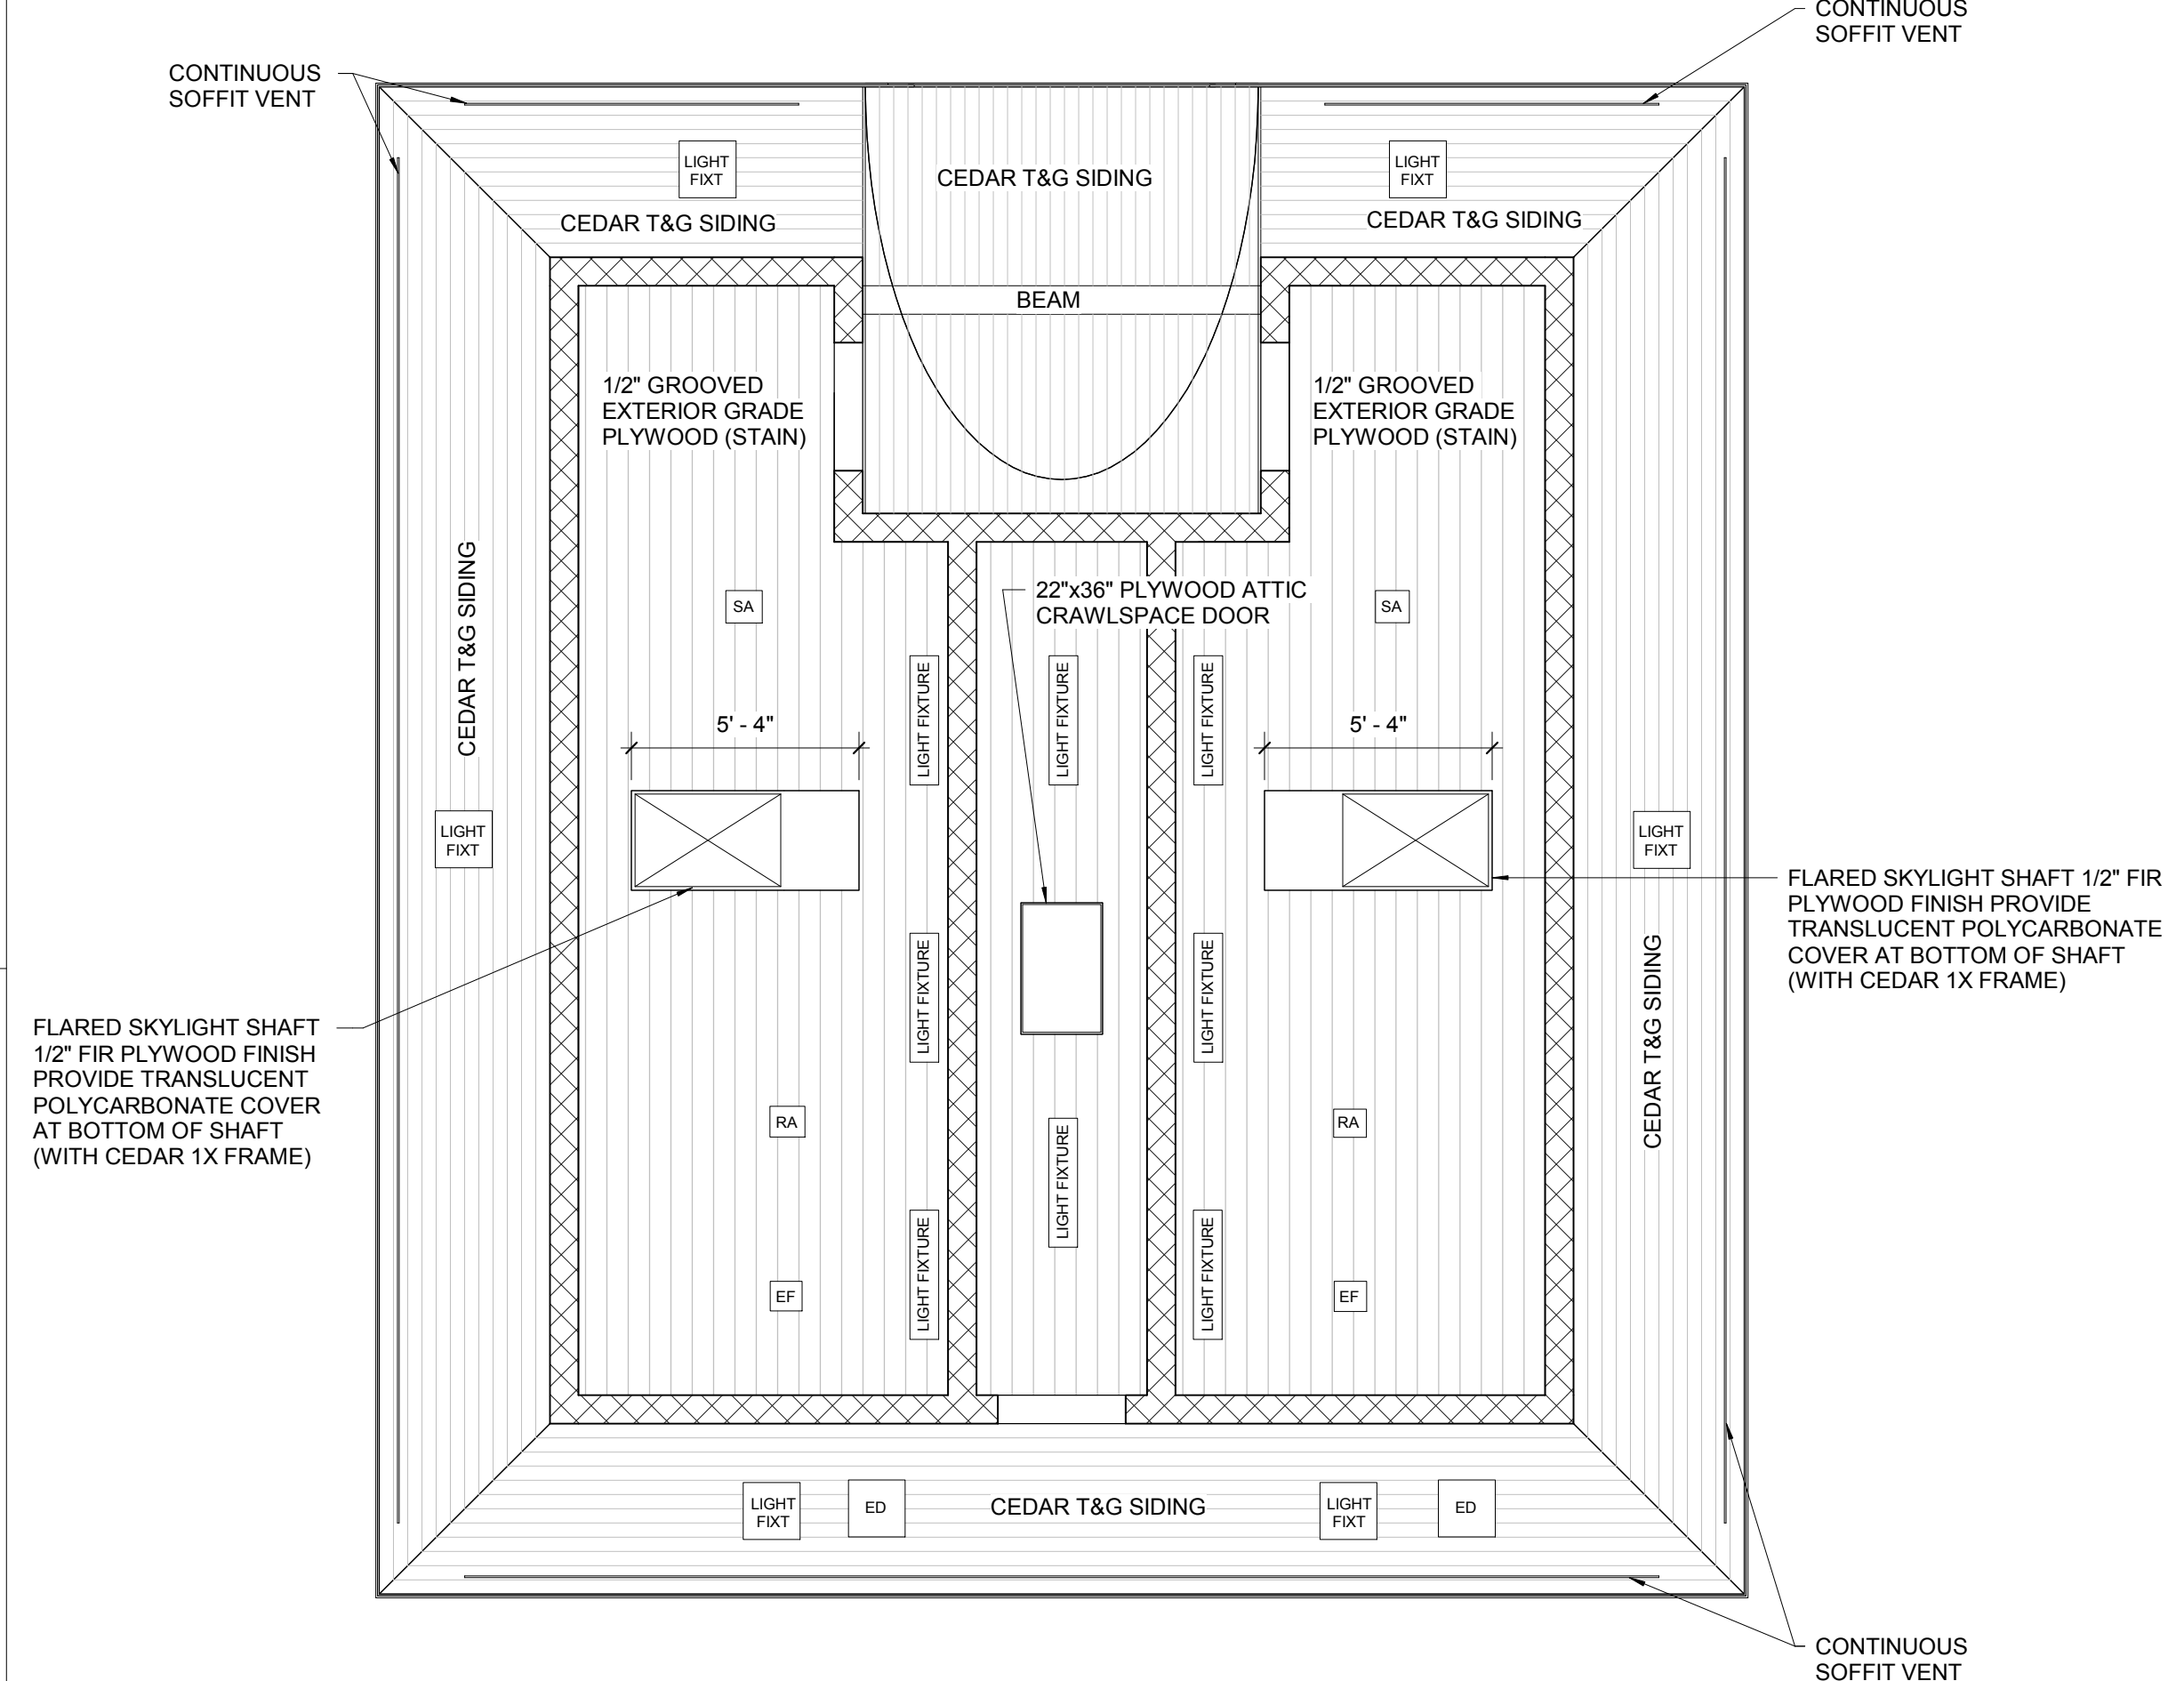 CONTINUOUS
SOFFIT VENT
CONTINUOUS
SOFFIT VENT
LIGHT
FIXT
CEDAR T&G SIDING
LIGHT
FIXT
CEDAR T&G SIDING
CEDAR T&G SIDING
BEAM
1/2" GROOVED
EXTERIOR GRADE
PLYWOOD (STAIN)
1/2" GROOVED
EXTERIOR GRADE
PLYWOOD (STAIN)
CEDAR T&G SIDING
SA
22"x36" PLYWOOD ATTIC
CRAWLSPACE DOOR
SA
LIGHT FIXTURE
LIGHT FIXTURE
LIGHT FIXTURE
5' - 4"
5' - 4"
LIGHT
FIXT
LIGHT
FIXT
FLARED SKYLIGHT SHAFT 1/2" FIR
PLYWOOD FINISH PROVIDE
TRANSLUCENT POLYCARBONATE
COVER AT BOTTOM OF SHAFT
(WITH CEDAR 1X FRAME)
LIGHT FIXTURE
LIGHT FIXTURE
CEDAR T&G SIDING
FLARED SKYLIGHT SHAFT
1/2" FIR PLYWOOD FINISH
PROVIDE TRANSLUCENT
POLYCARBONATE COVER
AT BOTTOM OF SHAFT
(WITH CEDAR 1X FRAME)
RA
RA
LIGHT FIXTURE
EF
LIGHT FIXTURE
LIGHT FIXTURE
EF
LIGHT
FIXT
ED
CEDAR T&G SIDING
LIGHT
FIXT
ED
CONTINUOUS
SOFFIT VENT